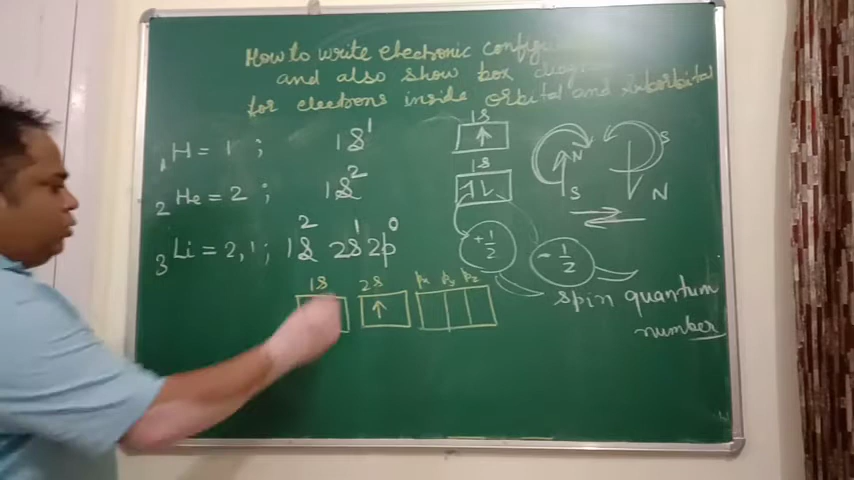 How to write electronic
and also show box
for electrons inside orbital and suborbital
1H = 1 ; 1s¹ 1s ↑ N S S N
2He = 2 ; 1s² 1s ↑↓
3Li = 2,1 ; 1s² 2s¹ 2p⁰ +1/2 -1/2
1s 2s ↑ px py pz
spin quantum
number